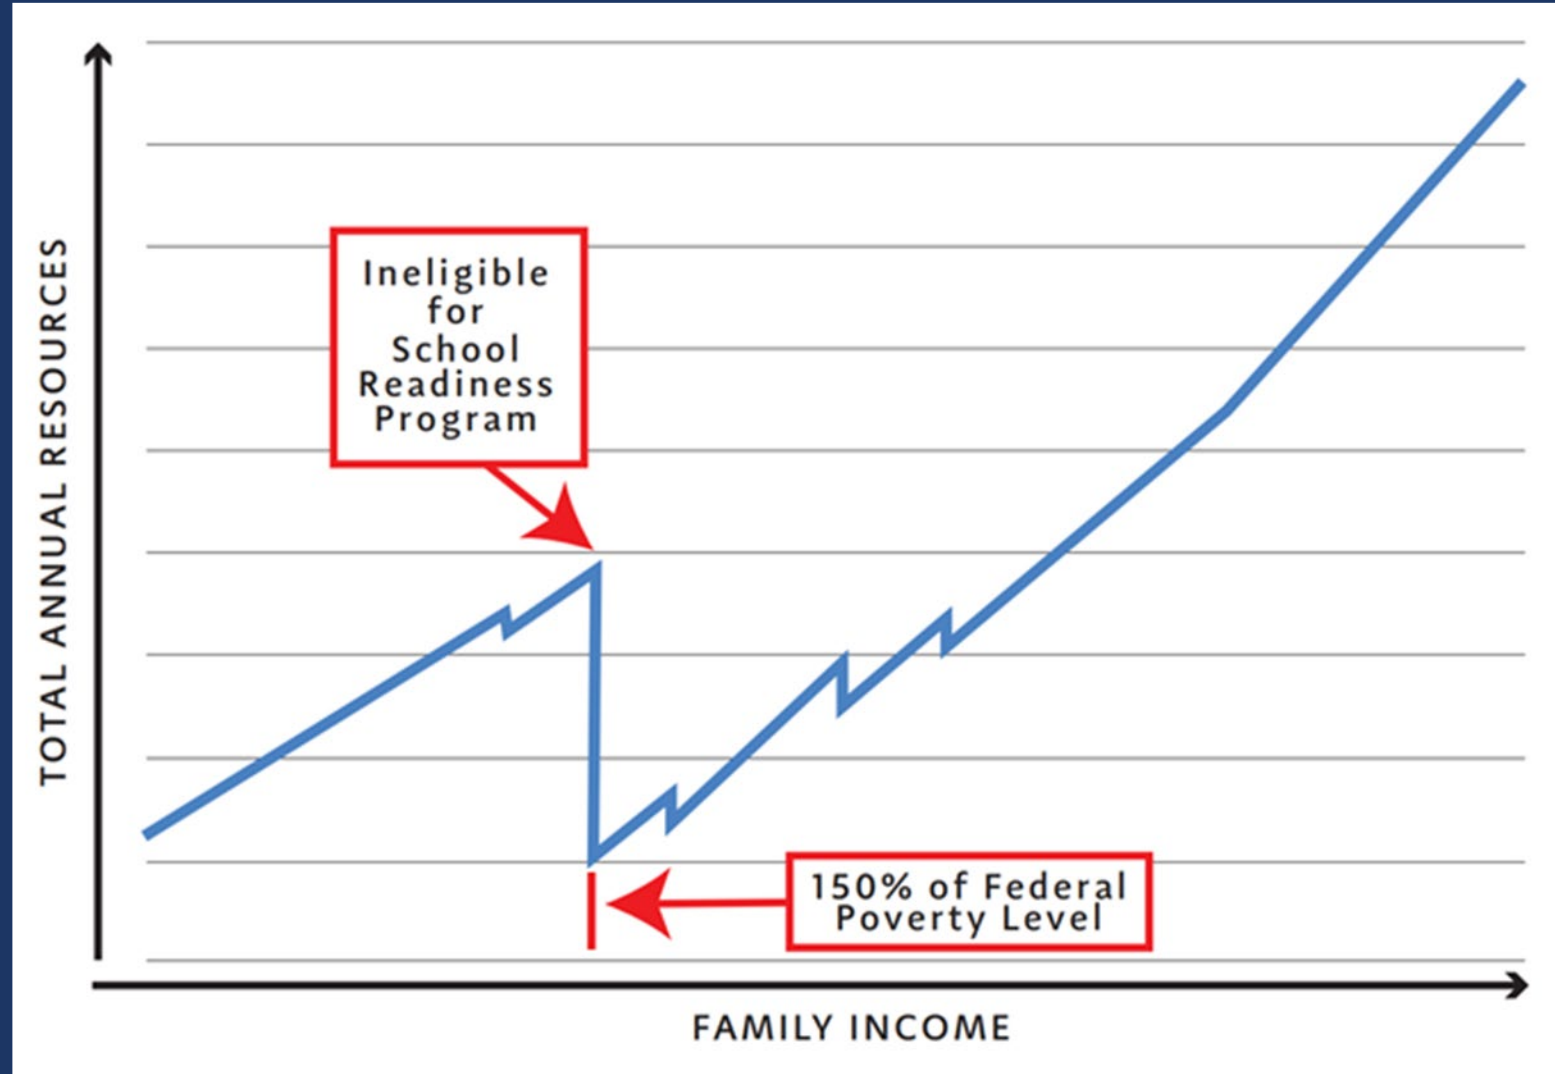 TOTAL ANNUAL RESOURCES
Ineligible
for
School
Readiness
Program
150% of Federal
Poverty Level
FAMILY INCOME